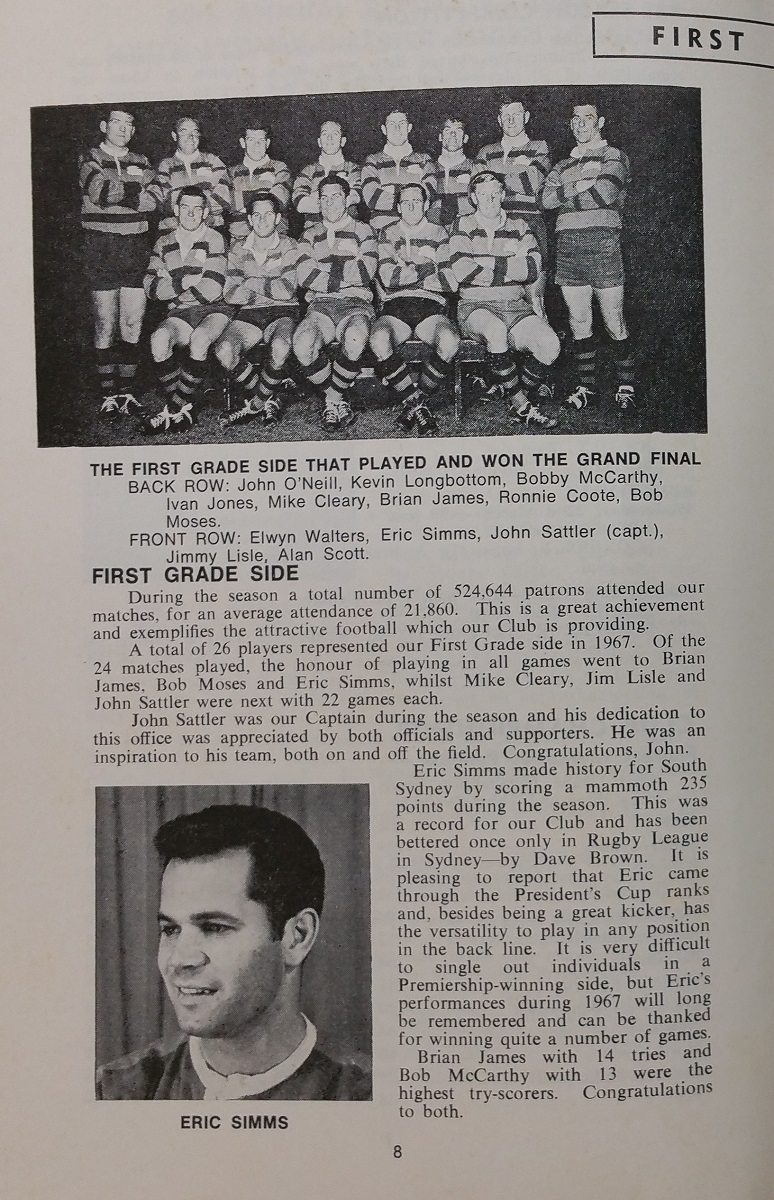 FIRST
THE FIRST GRADE SIDE THAT PLAYED AND WON THE GRAND FINAL
BACK ROW: John O'Neill, Kevin Longbottom, Bobby McCarthy,
Ivan Jones, Mike Cleary, Brian James, Ronnie Coote, Bob
Moses.
FRONT ROW: Elwyn Walters, Eric Simms, John Sattler (capt.),
Jimmy Lisle, Alan Scott.
FIRST GRADE SIDE
During the season a total number of 524,644 patrons attended our
matches, for an average attendance of 21,860. This is a great achievement
and exemplifies the attractive football which our Club is providing.
A total of 26 players represented our First Grade side in 1967. Of the
24 matches played, the honour of playing in all games went to Brian
James, Bob Moses and Eric Simms, whilst Mike Cleary, Jim Lisle and
John Sattler were next with 22 games each.
John Sattler was our Captain during the season and his dedication to
this office was appreciated by both officials and supporters. He was an
inspiration to his team, both on and off the field. Congratulations, John.
Eric Simms made history for South
Sydney by scoring a mammoth 235
points during the season. This was
a record for our Club and has been
bettered once only in Rugby League
in Sydney—by Dave Brown. It is
pleasing to report that Eric came
through the President's Cup ranks
and, besides being a great kicker, has
the versatility to play in any position
in the back line. It is very difficult
to single out individuals in a
Premiership-winning side, but Eric's
performances during 1967 will long
be remembered and can be thanked
for winning quite a number of games.
Brian James with 14 tries and
Bob McCarthy with 13 were the
highest try-scorers. Congratulations
to both.
ERIC SIMMS
8